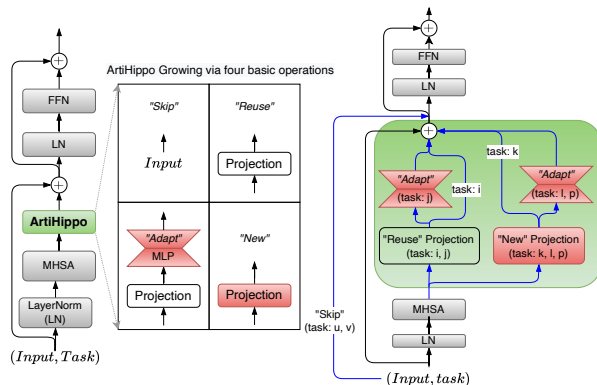 ArtiHippo Growing via four basic operations
FFN
LN
ArtiHippo
MHSA
LayerNorm
(LN)
(Input, Task)
"Skip"
Input
"Reuse"
Projection
"Adapt"
MLP
Projection
"New"
Projection
FFN
LN
task: k
"Adapt"
(task: j)
task: i
"Adapt"
(task: l, p)
"Reuse" Projection
(task: i, j)
"New" Projection
(task: k, l, p)
"Skip"
(task: u, v)
MHSA
LN
(Input, task)